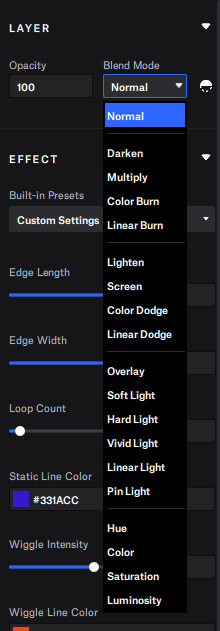 LAYER
Opacity Blend Mode
100 Normal
Normal
Darken
Multiply
Color Burn
Linear Burn
Lighten
Screen
Color Dodge
Linear Dodge
Overlay
Soft Light
Hard Light
Vivid Light
Linear Light
Pin Light
Hue
Color
Saturation
Luminosity
EFFECT
Built-in Presets
Custom Settings
Edge Length
Edge Width
Loop Count
Static Line Color
#331ACC
Wiggle Intensity
Wiggle Line Color